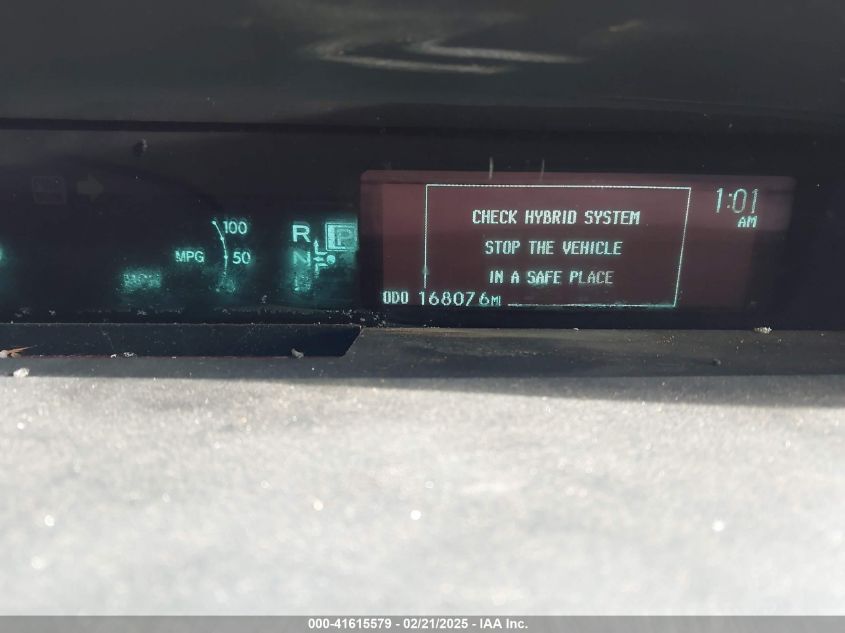 100
R P
MPG 50
N
CHECK HYBRID SYSTEM
STOP THE VEHICLE
IN A SAFE PLACE
1:01
AM
ODO 168076MI
000-41615579 - 02/21/2025 - IAA Inc.